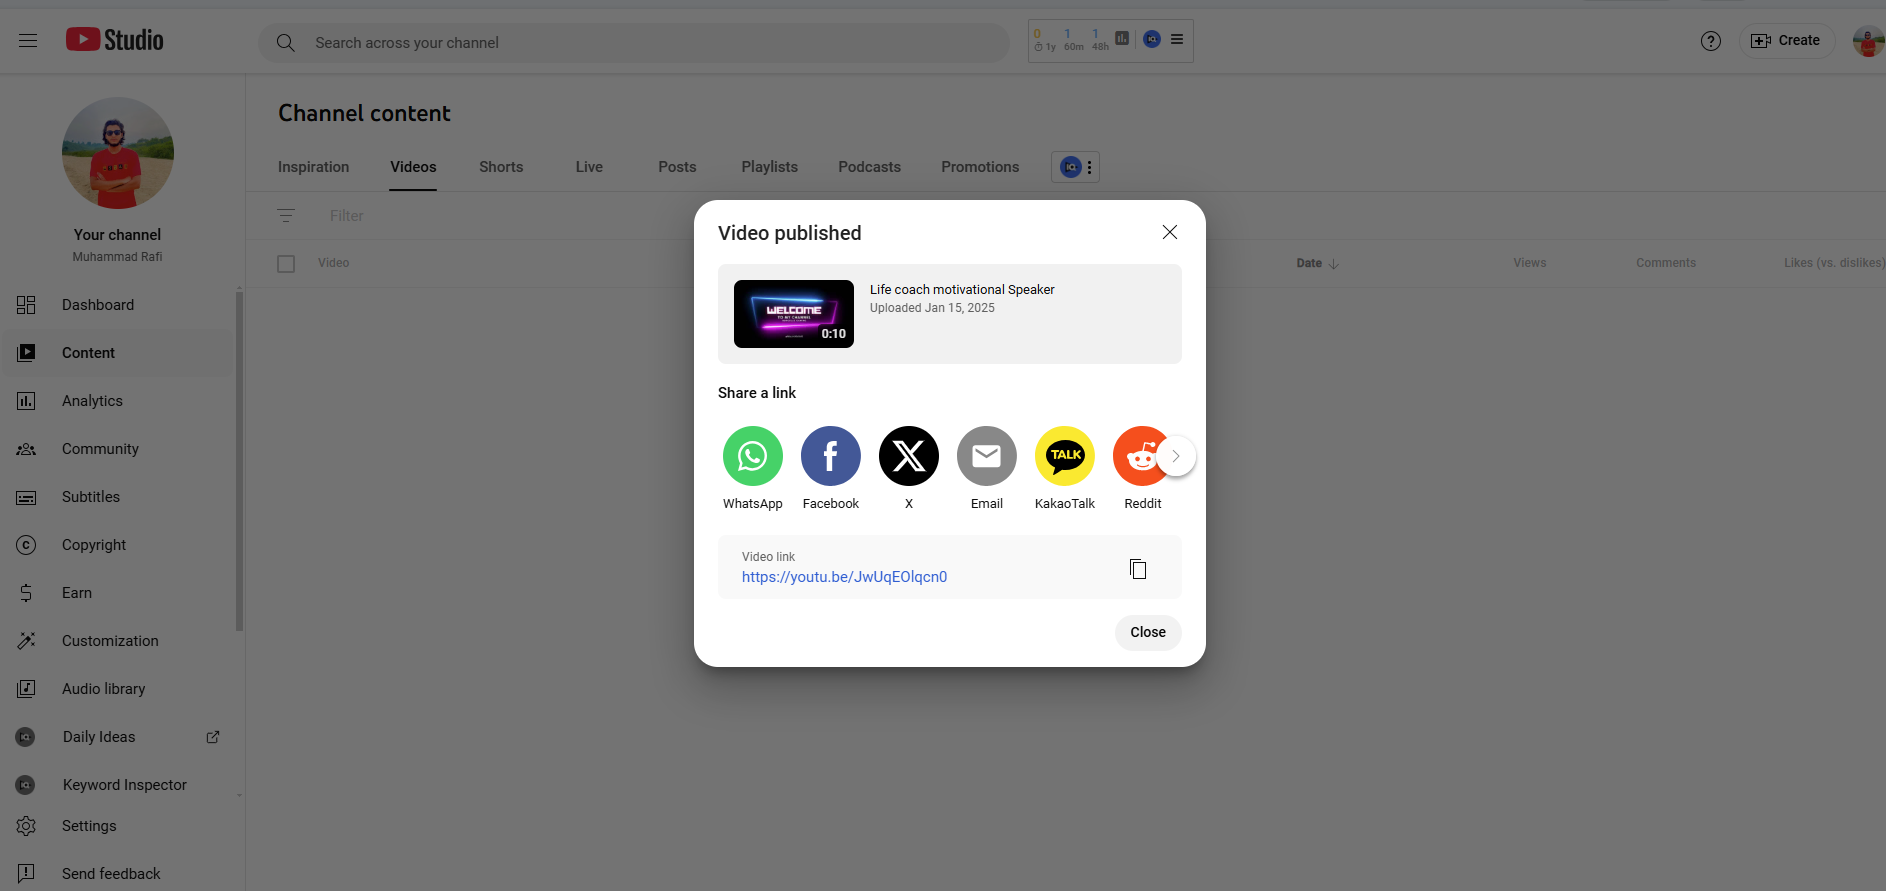 Studio
Search across your channel
0 1 1
1y 60m 48h
Create
Channel content
Inspiration Videos Shorts Live Posts Playlists Podcasts Promotions
Filter
Video Date Views Comments Likes (vs. dislikes)
Your channel
Muhammad Rafi
Dashboard
Content
Analytics
Community
Subtitles
Copyright
Earn
Customization
Audio library
Daily Ideas
Keyword Inspector
Settings
Send feedback
Video published
WELCOME
TO MY CHANNEL
0:10
Life coach motivational Speaker
Uploaded Jan 15, 2025
Share a link
TALK
WhatsApp Facebook X Email KakaoTalk Reddit
Video link
https://youtu.be/JwUqEOlqcn0
Close